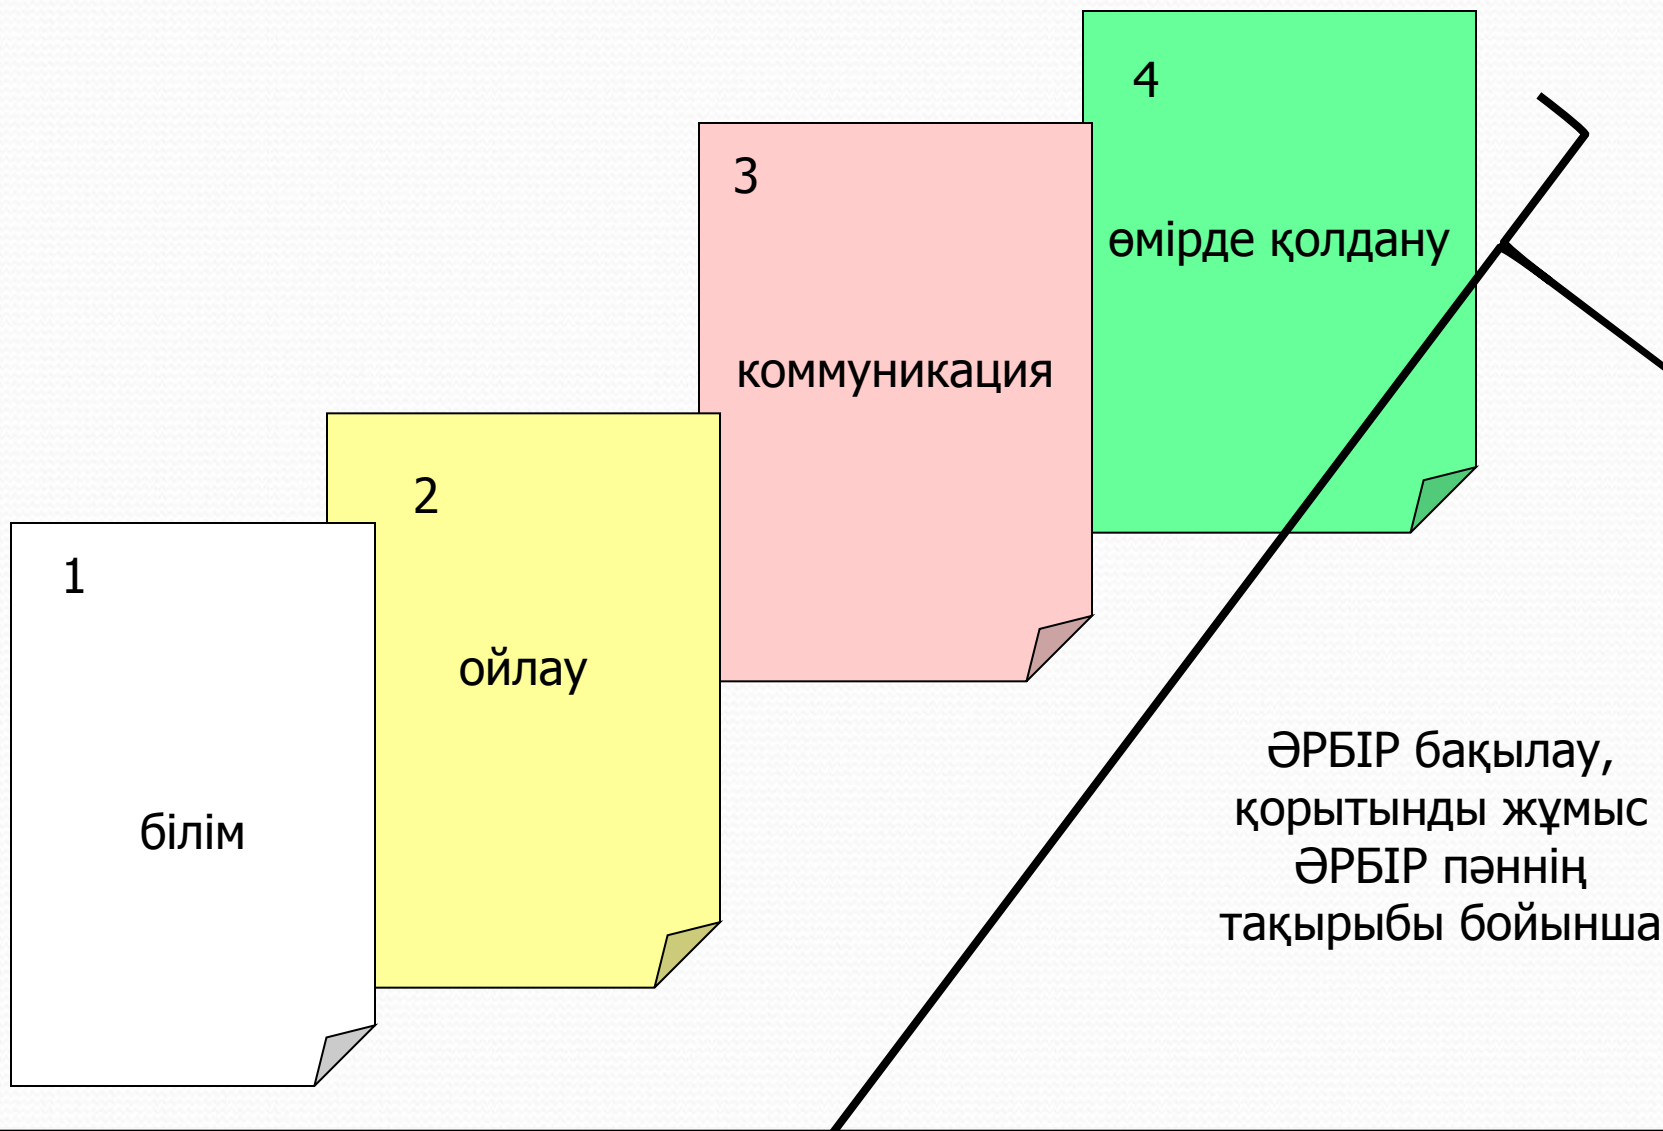 1
білім
2
ойлау
3
коммуникация
4
өмірде қолдану
ӘРБІР бақылау,
қорытынды жұмыс
ӘРБІР пәннің
тақырыбы бойынша